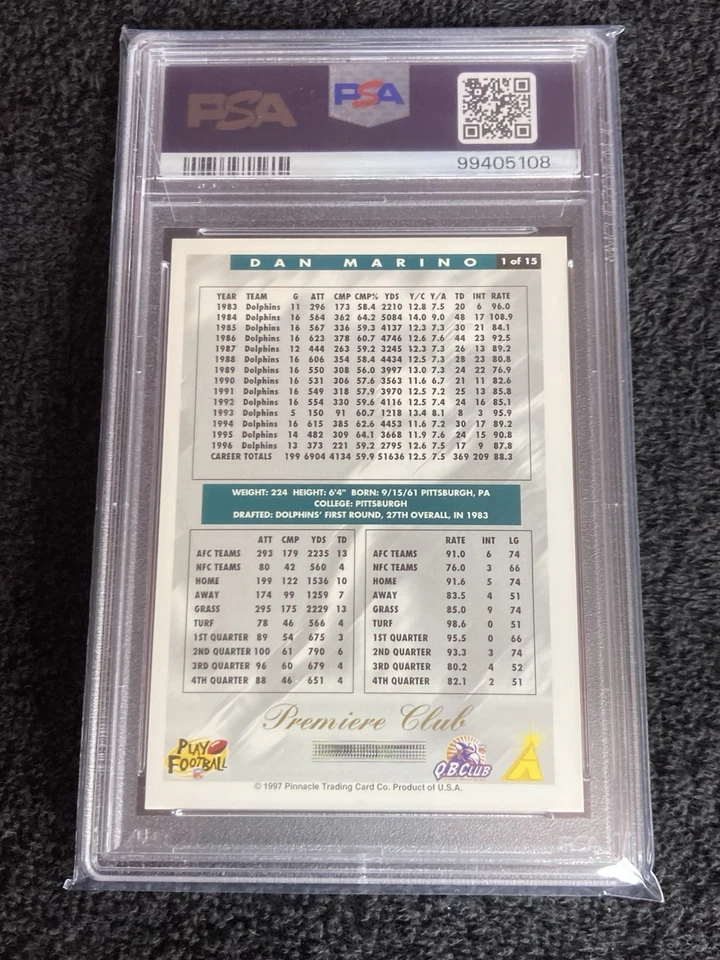 PSA
PSA
99405108
DAN MARINO 1 of 15
YEAR TEAM G ATT CMP CMP% YDS Y/C Y/A TD INT RATE
1983 Dolphins 11 296 173 58.4 2210 12.8 7.5 20 6 96.0
1984 Dolphins 16 564 362 64.2 5084 14.0 9.0 48 17 108.9
1985 Dolphins 16 567 336 59.3 4137 12.3 7.3 30 21 84.1
1986 Dolphins 16 623 378 60.7 4746 12.6 7.6 44 23 92.5
1987 Dolphins 12 444 263 59.2 3245 12.3 7.3 26 13 89.2
1988 Dolphins 16 606 354 58.4 4434 12.5 7.3 28 23 80.8
1989 Dolphins 16 550 308 56.0 3997 13.0 7.3 24 22 76.9
1990 Dolphins 16 531 306 57.6 3563 11.6 6.7 21 11 82.6
1991 Dolphins 16 549 318 57.9 3970 12.5 7.2 25 13 85.8
1992 Dolphins 16 554 330 59.6 4116 12.5 7.4 24 16 85.1
1993 Dolphins 5 150 91 60.7 1218 13.4 8.1 8 3 95.9
1994 Dolphins 16 615 385 62.6 4453 11.6 7.2 30 17 89.2
1995 Dolphins 14 482 309 64.1 3668 11.9 7.6 24 15 90.8
1996 Dolphins 13 373 221 59.2 2795 12.6 7.5 17 9 87.8
CAREER TOTALS 199 6904 4134 59.9 51636 12.5 7.5 369 209 88.3
WEIGHT: 224 HEIGHT: 6'4" BORN: 9/15/61 PITTSBURGH, PA
COLLEGE: PITTSBURGH
DRAFTED: DOLPHINS' FIRST ROUND, 27TH OVERALL, IN 1983
ATT CMP YDS TD
AFC TEAMS 293 179 2235 13
NFC TEAMS 80 42 560 4
HOME 199 122 1536 10
AWAY 174 99 1259 7
GRASS 295 175 2229 13
TURF 78 46 566 4
1ST QUARTER 89 54 675 3
2ND QUARTER 100 61 790 6
3RD QUARTER 96 60 679 4
4TH QUARTER 88 46 651 4
RATE INT LG
AFC TEAMS 91.0 6 74
NFC TEAMS 76.0 3 66
HOME 91.6 5 74
AWAY 83.5 4 51
GRASS 85.0 9 74
TURF 98.6 0 51
1ST QUARTER 95.5 0 66
2ND QUARTER 93.3 3 74
3RD QUARTER 80.2 4 52
4TH QUARTER 82.1 2 51
Premiere Club
PLAY
FOOTBALL
QB CLUB
© 1997 Pinnacle Trading Card Co. Product of U.S.A.